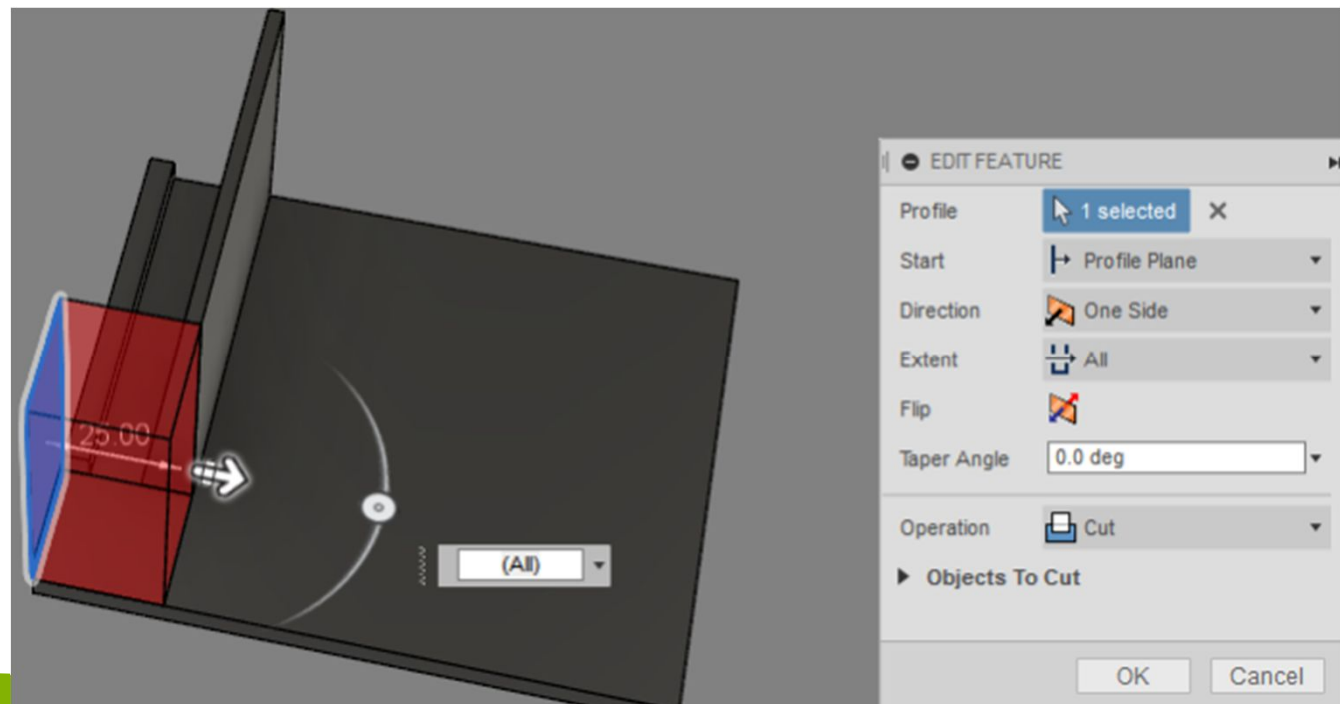 EDIT FEATURE
Profile 1 selected
Start Profile Plane
Direction One Side
Extent All
Flip
Taper Angle 0.0 deg
Operation Cut
Objects To Cut
OK Cancel
25.00
(All)